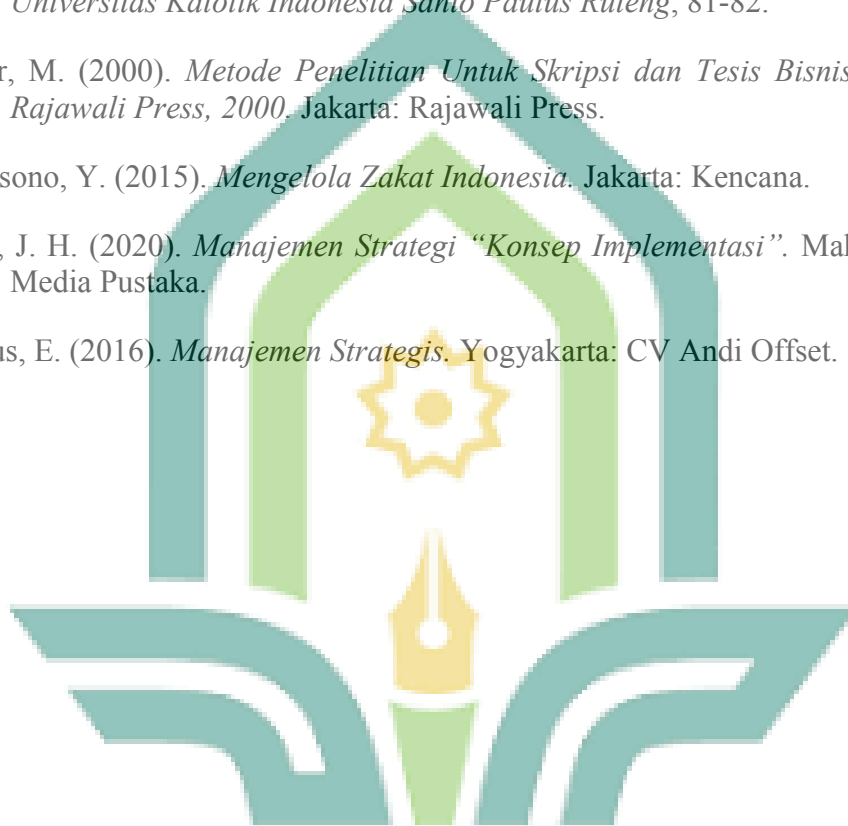 Universitas Katolik Indonesia Santo Paulus Ruteng, 81-82.
r, M. (2000). Metode Penelitian Untuk Skripsi dan Tesis Bisnis
Rajawali Press, 2000. Jakarta: Rajawali Press.
sono, Y. (2015). Mengelola Zakat Indonesia. Jakarta: Kencana.
, J. H. (2020). Manajemen Strategi “Konsep Implementasi”. Mal
Media Pustaka.
us, E. (2016). Manajemen Strategis. Yogyakarta: CV Andi Offset.